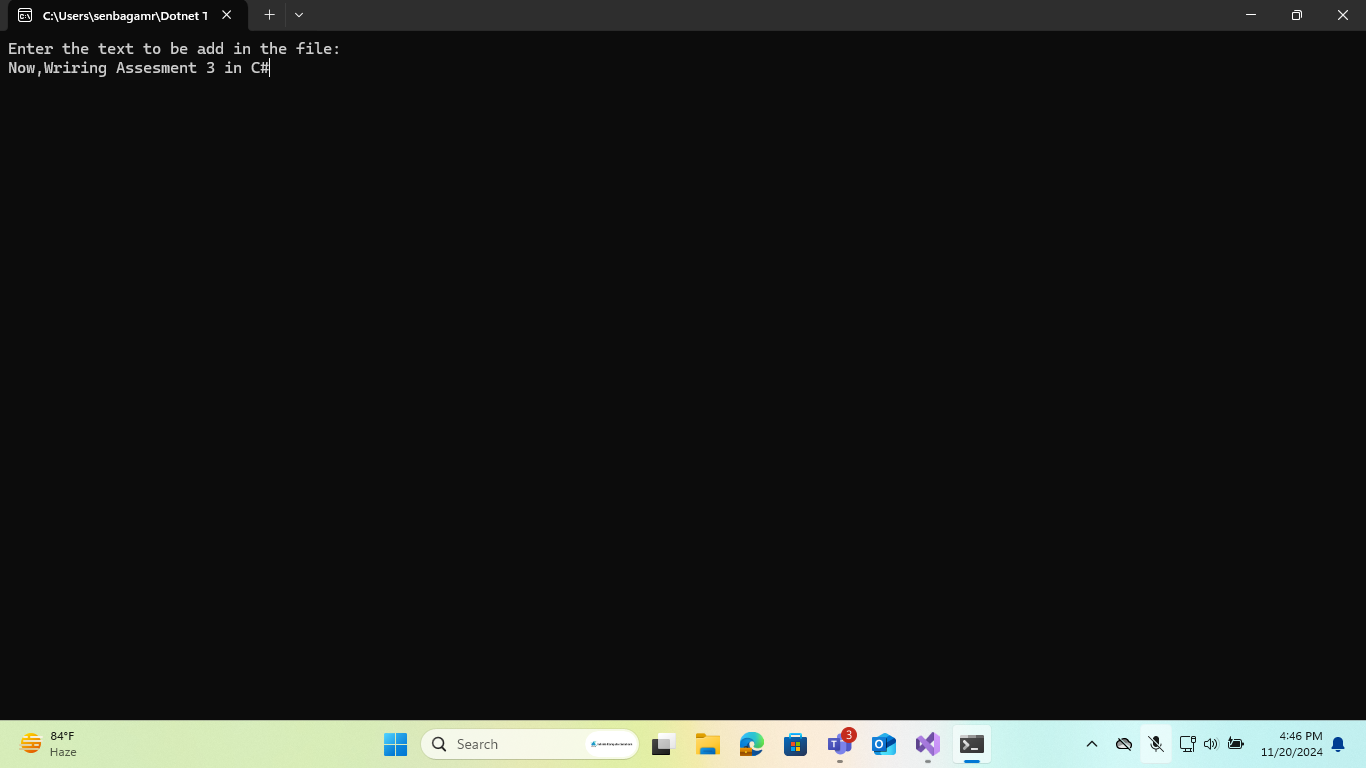 C:\Users\senbagamr\Dotnet T
Enter the text to be add in the file:
Now,Wriring Assesment 3 in C#
84°F
Haze
Search
3
4:46 PM
11/20/2024